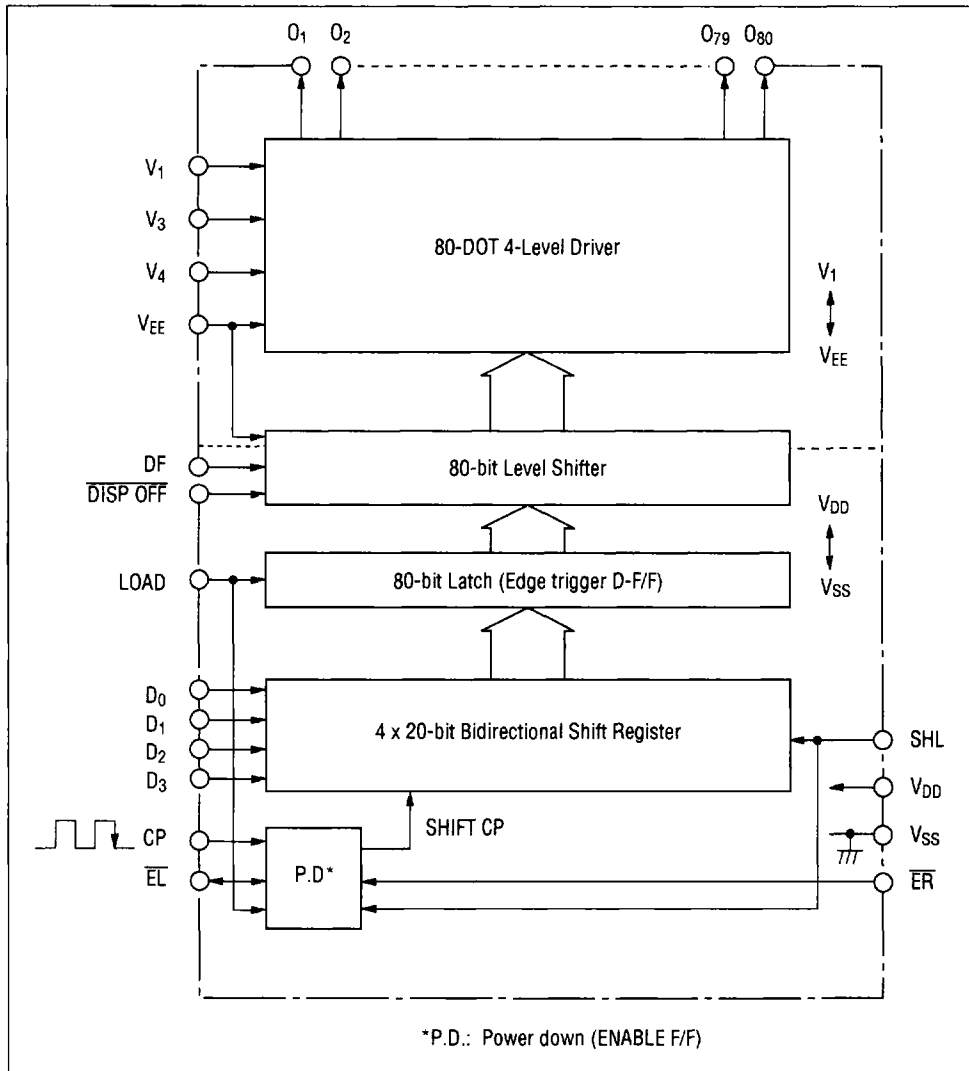 O1 O2 O79 O80
V1
V3
80-DOT 4-Level Driver
V4
V1
VEE
VEE
80-bit Level Shifter
DF
DISP OFF
VDD
LOAD
80-bit Latch (Edge trigger D-F/F)
VSS
D0
D1
4 x 20-bit Bidirectional Shift Register
SHL
D2
D3
VDD
CP
SHIFT CP
VSS
EL
P.D*
ER
*P.D.: Power down (ENABLE F/F)